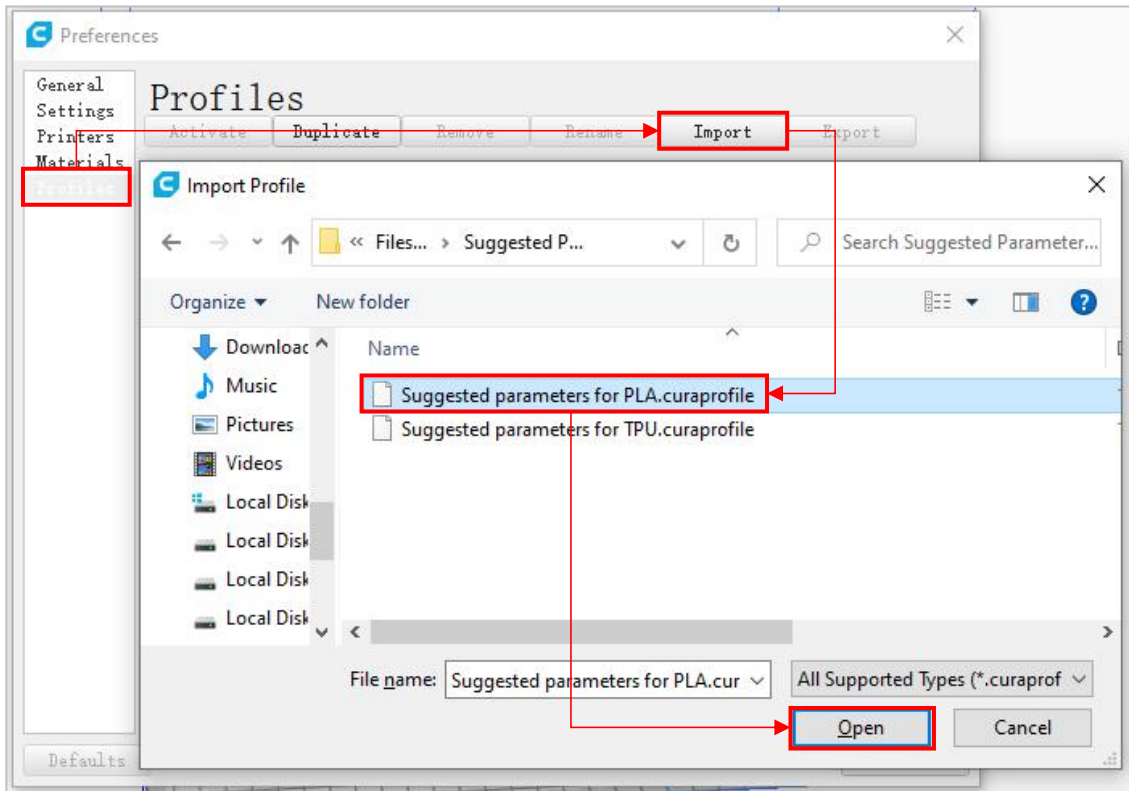 Preferences
General
Settings
Printers
Materials
Profiles
Profiles
Activate Duplicate Remove Rename Import Export
Import Profile
« Files... › Suggested P...
Search Suggested Parameter...
Organize New folder
Downloac
Music
Pictures
Videos
Local Disk
Local Disk
Local Disk
Local Disk
Name
Suggested parameters for PLA.curaprofile
Suggested parameters for TPU.curaprofile
File name: Suggested parameters for PLA.cur
All Supported Types (*.curaprof
Open Cancel
Defaults